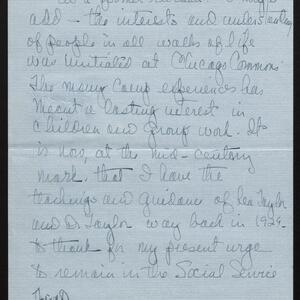 add - the interests and understanding
of people in all walks of life
was initiated at Chicago Commons.
The many camp experiences has
meant a lasting interest in
children and group work. It
is now, at the mid-century
mark, that I have the
teachings and guidance of Lea Taylor
and Dr. Taylor way back in 1929
to thank for my present urge
to remain in the Social Service